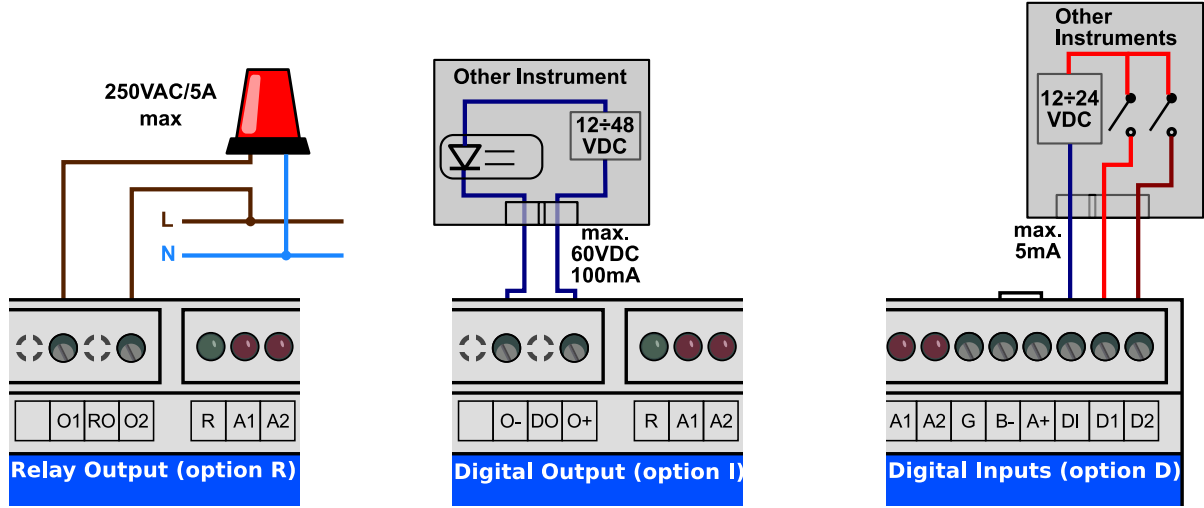 250VAC/5A
max
L
N
O1 RO O2 R A1 A2
Relay Output (option R)
Other Instrument
12÷48
VDC
max.
60VDC
100mA
O- DO O+ R A1 A2
Digital Output (option I)
Other
Instruments
12÷24
VDC
max.
5mA
A1 A2 G B- A+ DI D1 D2
Digital Inputs (option D)